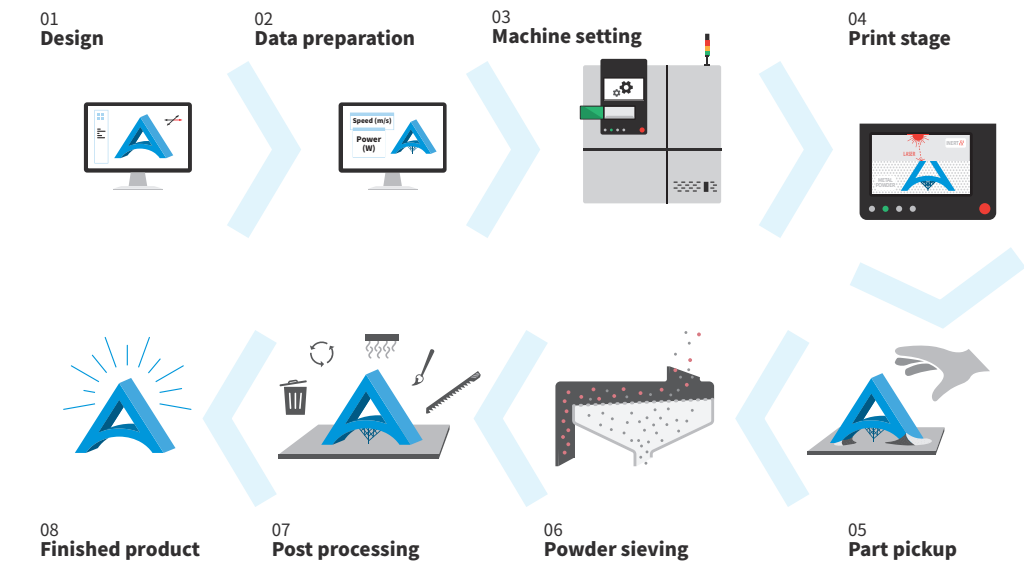 01
Design
02
Data preparation
03
Machine setting
04
Print stage
Speed (m/s)
Power
(W)
INERT
LASER
METAL
POWDER
08
Finished product
07
Post processing
06
Powder sieving
05
Part pickup